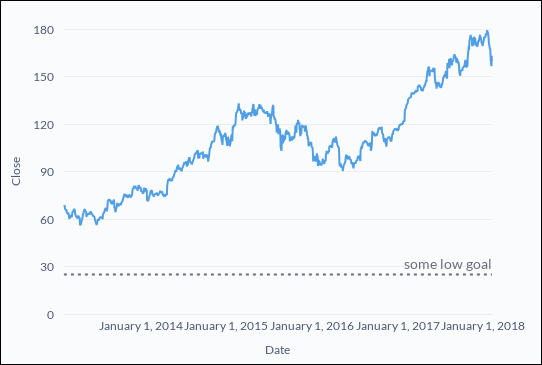 180
150
120
90
60
30
0
Close
some low goal
January 1, 2014
January 1, 2015
January 1, 2016
January 1, 2017
January 1, 2018
Date